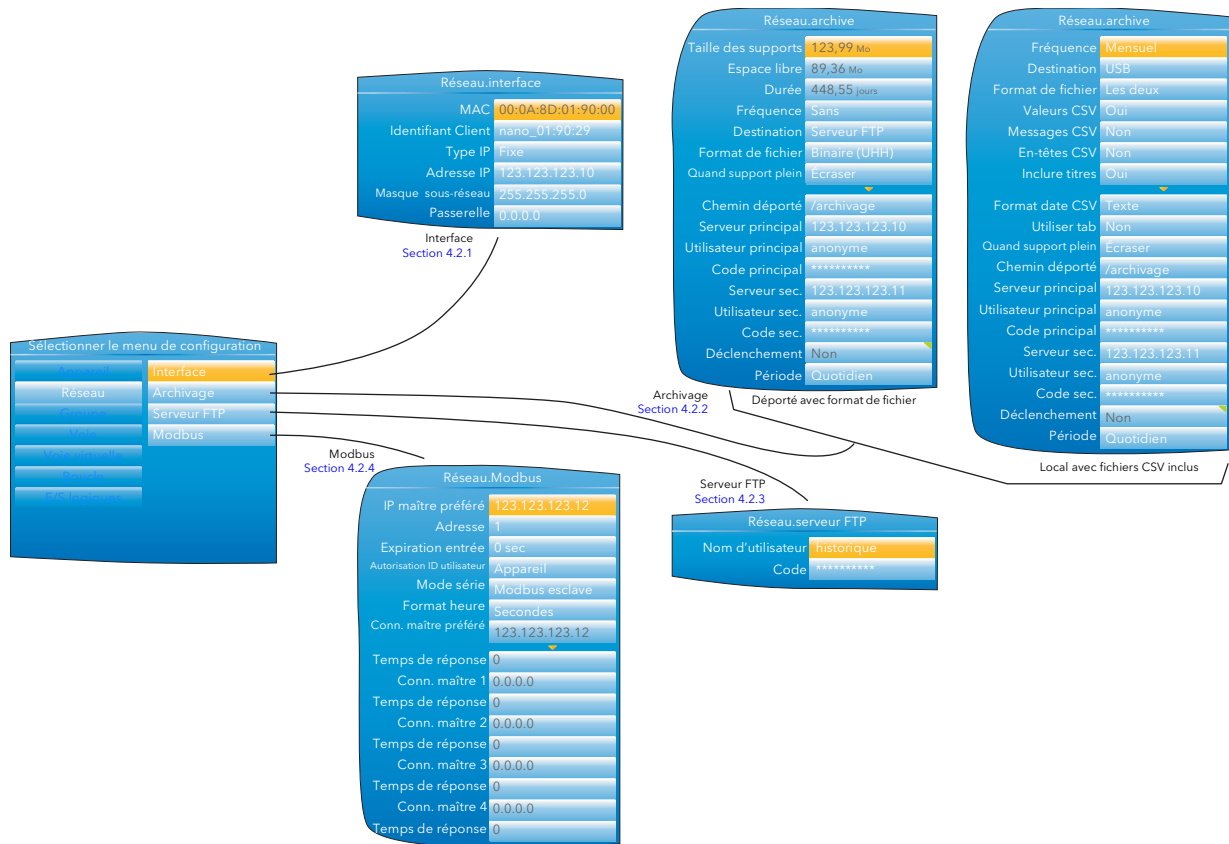 Réseau.interface
MAC 00:0A:8D:01:90:00
Identifiant Client nano_01:90:29
Type IP Fixe
Adresse IP 123.123.123.10
Masque sous-réseau 255.255.255.0
Passerelle 0.0.0.0
Interface
Section 4.2.1
Réseau.archive
Taille des supports 123,99 Mo
Espace libre 89,36 Mo
Durée 448,55 jours
Fréquence Sans
Destination Serveur FTP
Format de fichier Binaire (UHH)
Quand support plein Écraser
Chemin déporté /archivage
Serveur principal 123.123.123.10
Utilisateur principal anonyme
Code principal **********
Serveur sec. 123.123.123.11
Utilisateur sec. anonyme
Code sec. **********
Déclenchement Non
Période Quotidien
Archivage
Section 4.2.2
Déporté avec format de fichier
Réseau.archive
Fréquence Mensuel
Destination USB
Format de fichier Les deux
Valeurs CSV Oui
Messages CSV Non
En-têtes CSV Non
Inclure titres Oui
Format date CSV Texte
Utiliser tab Non
Quand support plein Écraser
Chemin déporté /archivage
Serveur principal 123.123.123.10
Utilisateur principal anonyme
Code principal **********
Serveur sec. 123.123.123.11
Utilisateur sec. anonyme
Code sec. **********
Déclenchement Non
Période Quotidien
Local avec fichiers CSV inclus
Sélectionner le menu de configuration
Appareil Interface
Réseau Archivage
Groupe Serveur FTP
Voie Modbus
Voie virtuelle
Boucle
E/S logiques
Modbus
Section 4.2.4
Réseau.Modbus
IP maître préféré 123.123.123.12
Adresse 1
Expiration entrée 0 sec
Autorisation ID utilisateur Appareil
Mode série Modbus esclave
Format heure Secondes
Conn. maître préféré 123.123.123.12
Temps de réponse 0
Conn. maître 1 0.0.0.0
Temps de réponse 0
Conn. maître 2 0.0.0.0
Temps de réponse 0
Conn. maître 3 0.0.0.0
Temps de réponse 0
Conn. maître 4 0.0.0.0
Temps de réponse 0
Serveur FTP
Section 4.2.3
Réseau.serveur FTP
Nom d'utilisateur historique
Code **********